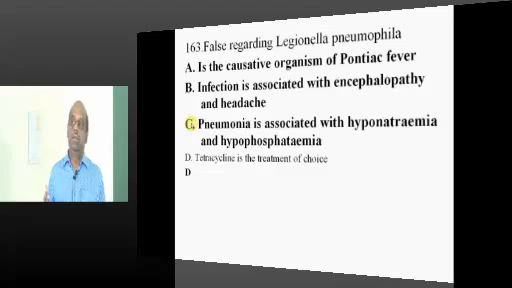 163.False regarding Legionella pneumophila
A. Is the causative organism of Pontiac fever
B. Infection is associated with encephalopathy
and headache
C. Pneumonia is associated with hyponatraemia
and hypophosphataemia
D. Tetracycline is the treatment of choice
D